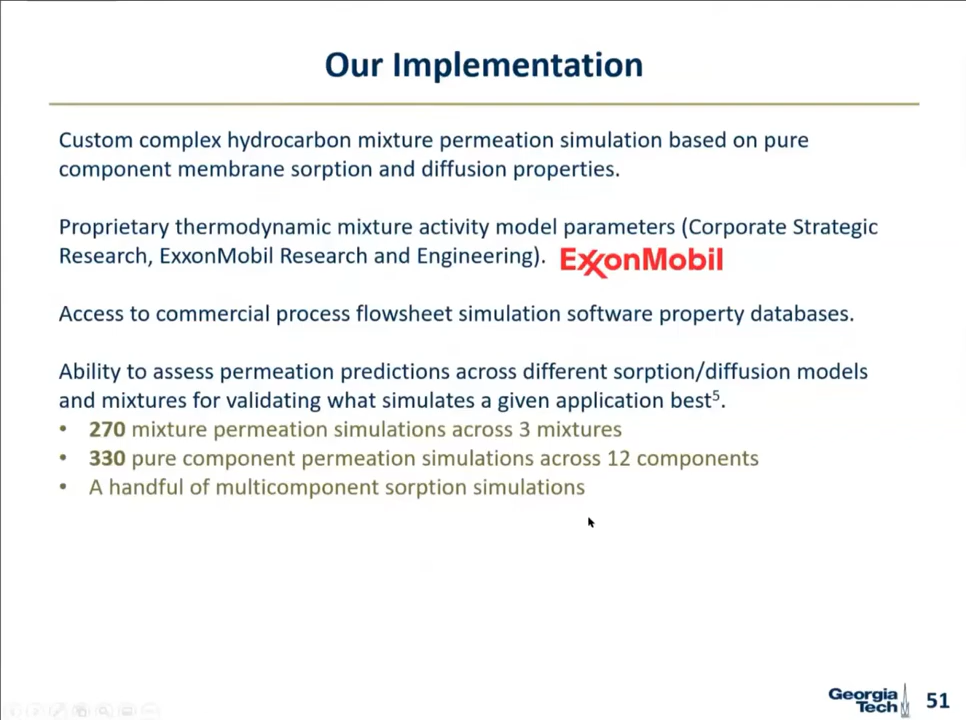 Our Implementation
Custom complex hydrocarbon mixture permeation simulation based on pure
component membrane sorption and diffusion properties.
Proprietary thermodynamic mixture activity model parameters (Corporate Strategic
Research, ExxonMobil Research and Engineering). ExxonMobil
Access to commercial process flowsheet simulation software property databases.
Ability to assess permeation predictions across different sorption/diffusion models
and mixtures for validating what simulates a given application best⁵.
• 270 mixture permeation simulations across 3 mixtures
• 330 pure component permeation simulations across 12 components
• A handful of multicomponent sorption simulations
Georgia
Tech
51